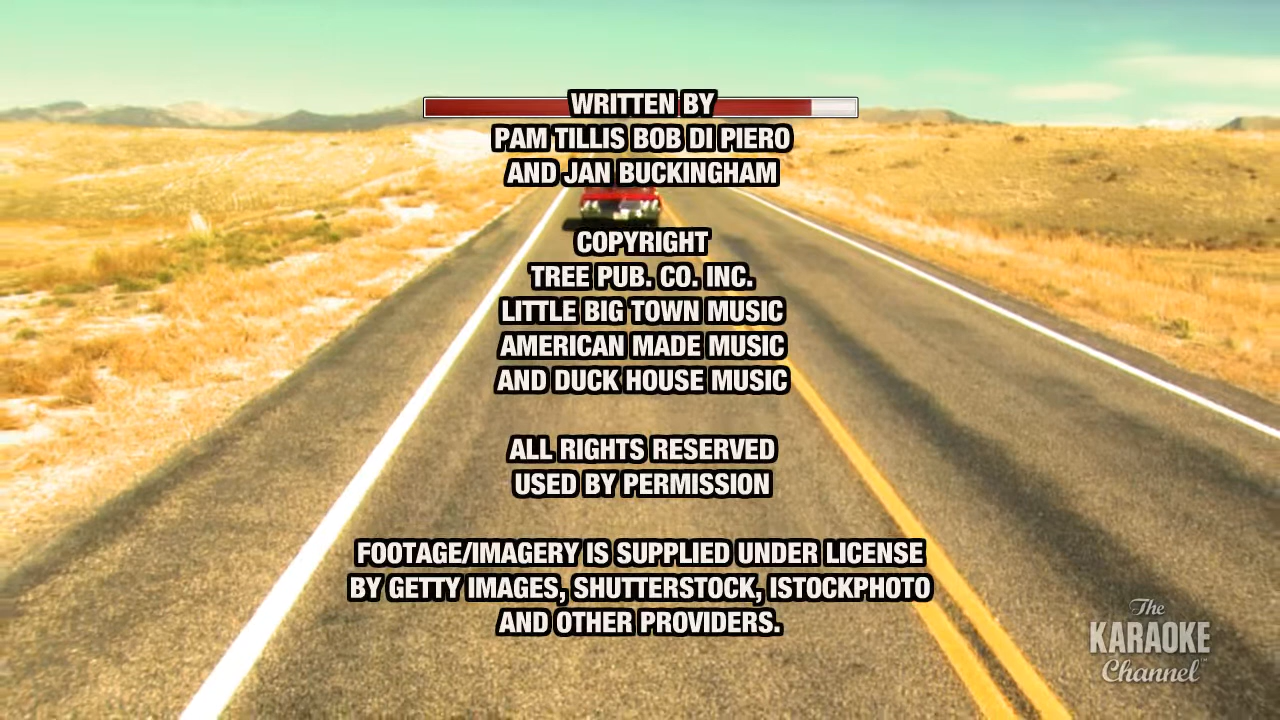 WRITTEN BY
PAM TILLIS BOB DI PIERO
AND JAN BUCKINGHAM
COPYRIGHT
TREE PUB. CO. INC.
LITTLE BIG TOWN MUSIC
AMERICAN MADE MUSIC
AND DUCK HOUSE MUSIC
ALL RIGHTS RESERVED
USED BY PERMISSION
FOOTAGE/IMAGERY IS SUPPLIED UNDER LICENSE
BY GETTY IMAGES, SHUTTERSTOCK, ISTOCKPHOTO
AND OTHER PROVIDERS.
The
KARAOKE
Channel™